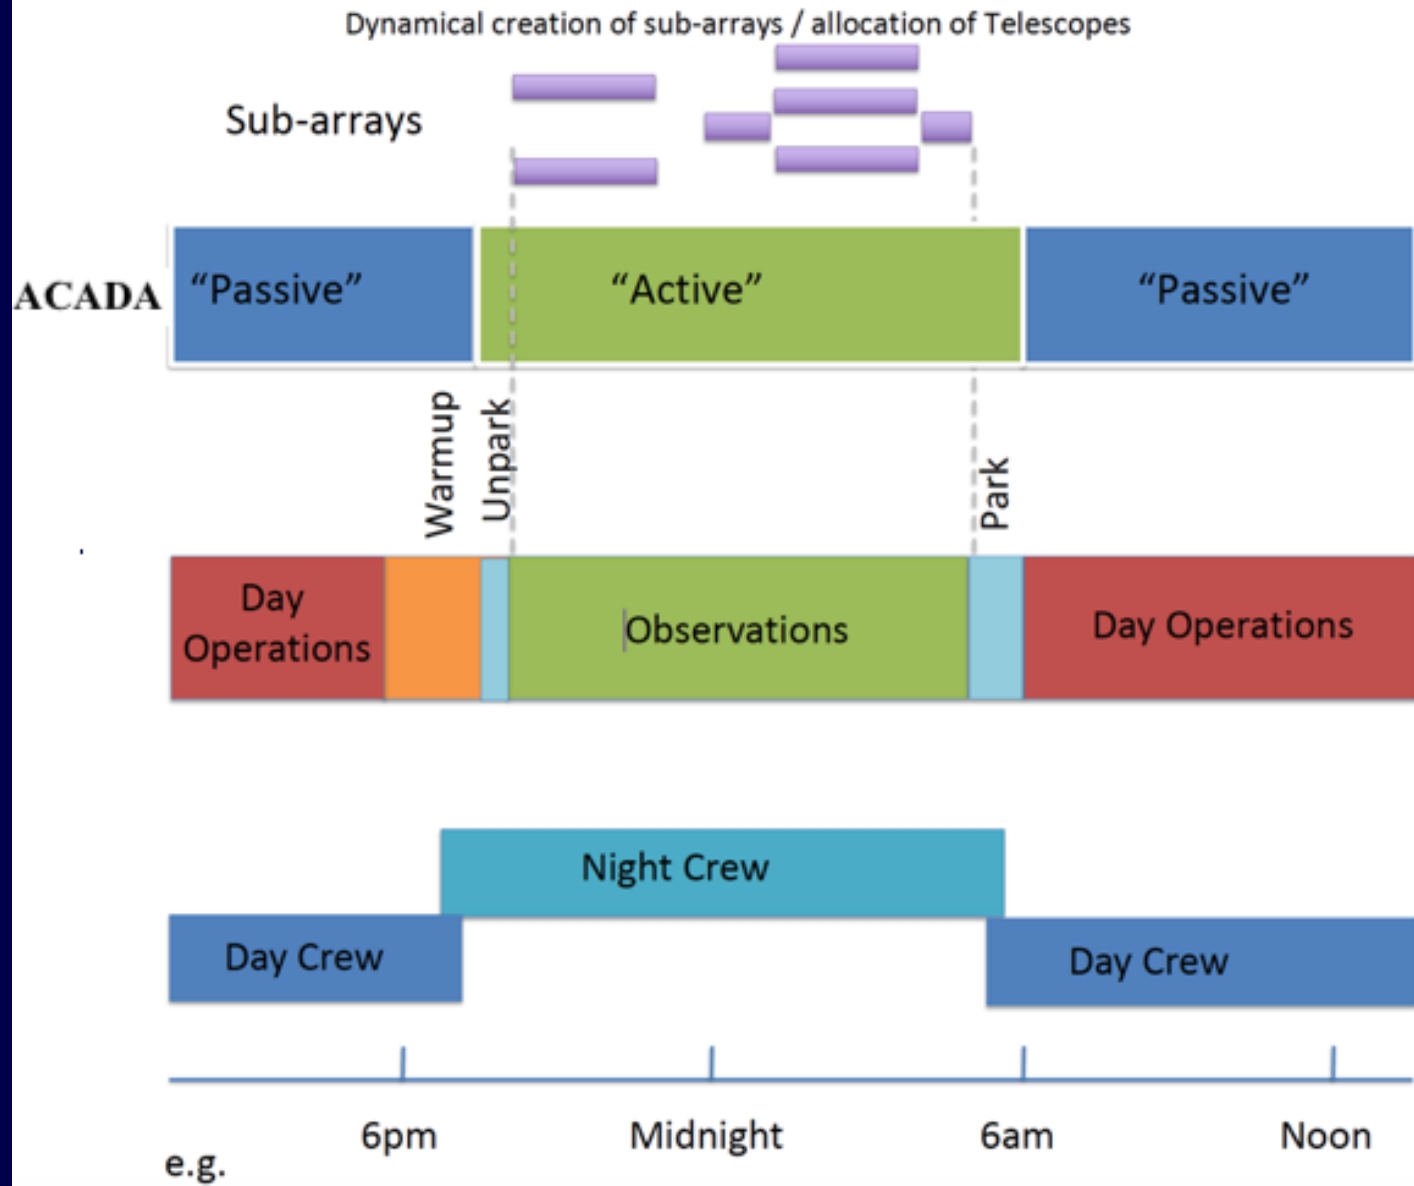 Dynamical creation of sub-arrays / allocation of Telescopes
Sub-arrays
ACADA
“Passive”
“Active”
“Passive”
Warmup
Unpark
Park
Day
Operations
Observations
Day Operations
Night Crew
Day Crew
Day Crew
6pm
Midnight
6am
Noon
e.g.